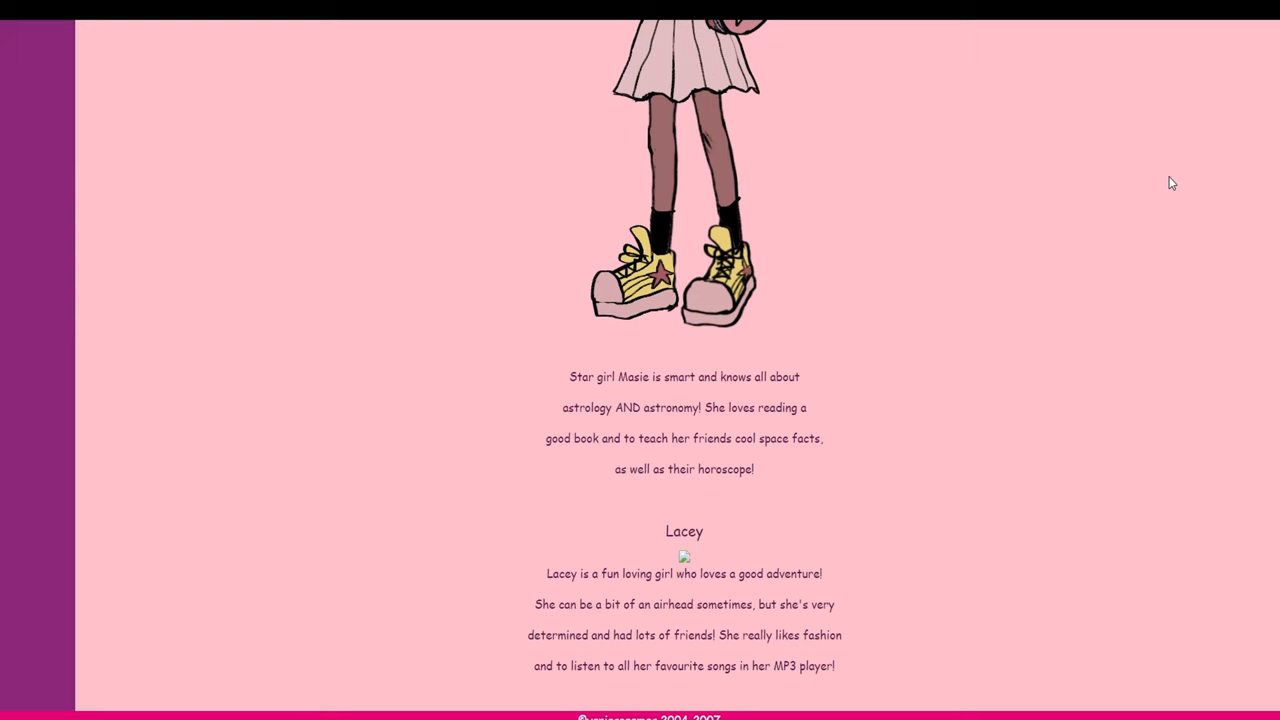 Star girl Masie is smart and knows all about
astrology AND astronomy! She loves reading a
good book and to teach her friends cool space facts,
as well as their horoscope!
Lacey
Lacey is a fun loving girl who loves a good adventure!
She can be a bit of an airhead sometimes, but she's very
determined and had lots of friends! She really likes fashion
and to listen to all her favourite songs in her MP3 player!
2004-2007